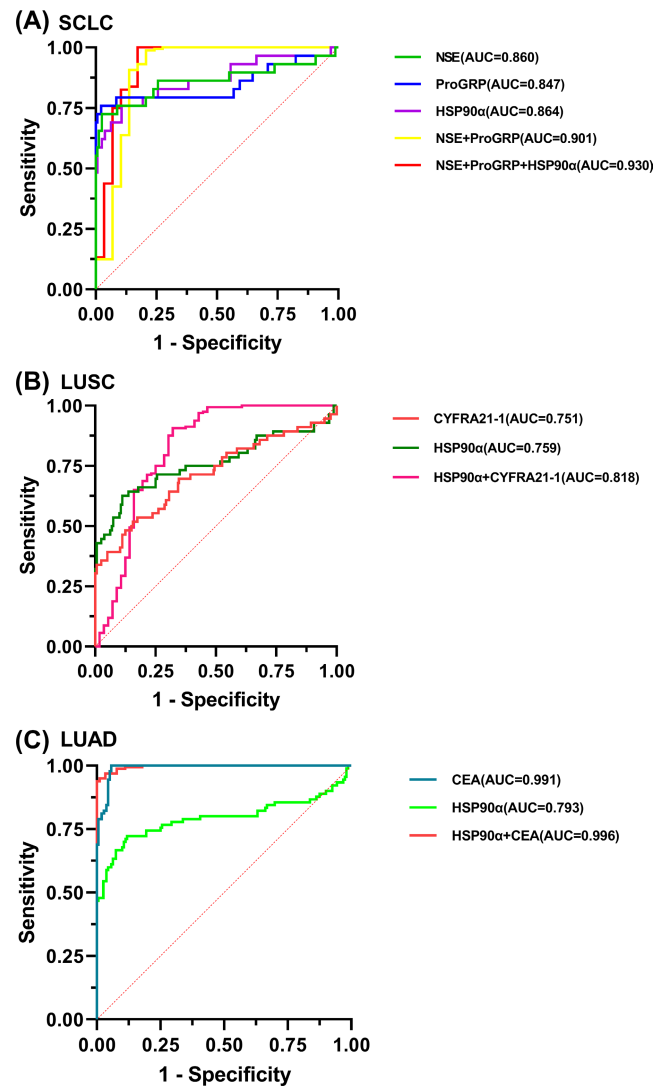 (A) SCLC
1.00
0.75
0.50
0.25
0.00
Sensitivity
0.00 0.25 0.50 0.75 1.00
1 - Specificity
NSE(AUC=0.860)
ProGRP(AUC=0.847)
HSP90α(AUC=0.864)
NSE+ProGRP(AUC=0.901)
NSE+ProGRP+HSP90α(AUC=0.930)
(B) LUSC
1.00
0.75
0.50
0.25
0.00
Sensitivity
0.00 0.25 0.50 0.75 1.00
1 - Specificity
CYFRA21-1(AUC=0.751)
HSP90α(AUC=0.759)
HSP90α+CYFRA21-1(AUC=0.818)
(C) LUAD
1.00
0.75
0.50
0.25
0.00
Sensitivity
0.00 0.25 0.50 0.75 1.00
1 - Specificity
CEA(AUC=0.991)
HSP90α(AUC=0.793)
HSP90α+CEA(AUC=0.996)